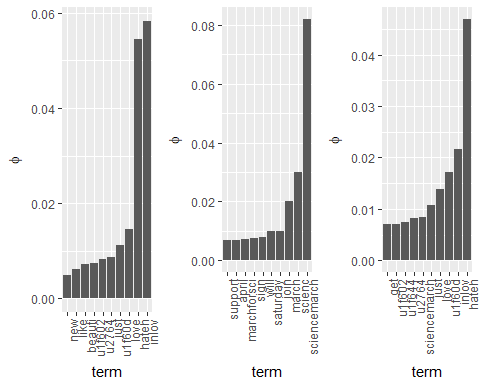 0.06
0.04
0.02
0.00
ϕ
new
like
beauti
u1f602
u2764
just
u1f60d
love
haten
inlov
term
0.08
0.06
0.04
0.02
0.00
ϕ
support
april
marchforsci
sign
will
saturday
join
march
scienc
sciencemarch
term
0.04
0.03
0.02
0.01
0.00
ϕ
get
u1f602
u1f644
u2764
sciencemarch
just
love
u1f60d
inlov
haten
term